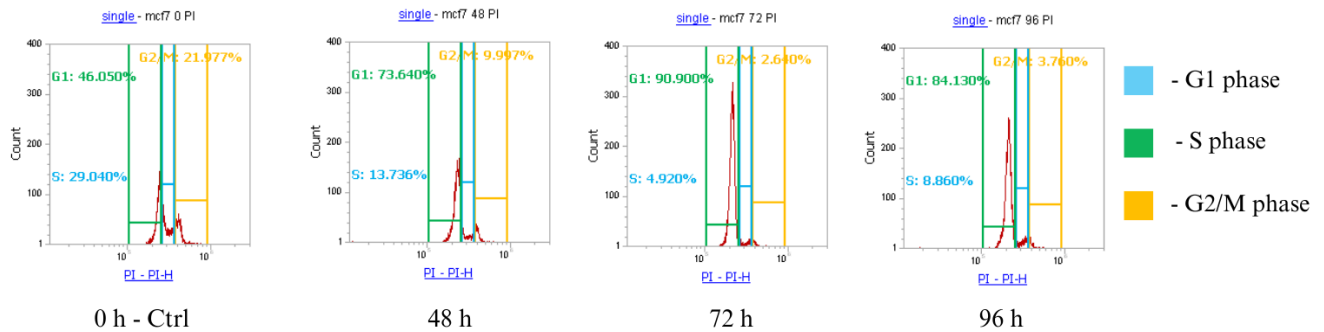 single - mcf7 0 PI
400
300
200
100
1
Count
G2/M: 21.977%
G1: 46.050%
S: 29.040%
10⁵
10⁶
PI - PI-H
0 h - Ctrl
single - mcf7 48 PI
400
300
200
100
1
Count
G2/M: 9.997%
G1: 73.640%
S: 13.736%
PI - PI-H
48 h
single - mcf7 72 PI
400
300
200
100
1
Count
G2/M: 2.640%
G1: 90.900%
S: 4.920%
PI - PI-H
72 h
single - mcf7 96 PI
400
300
200
100
1
Count
G2/M: 3.760%
G1: 84.130%
S: 8.860%
PI - PI-H
96 h
- G1 phase
- S phase
- G2/M phase